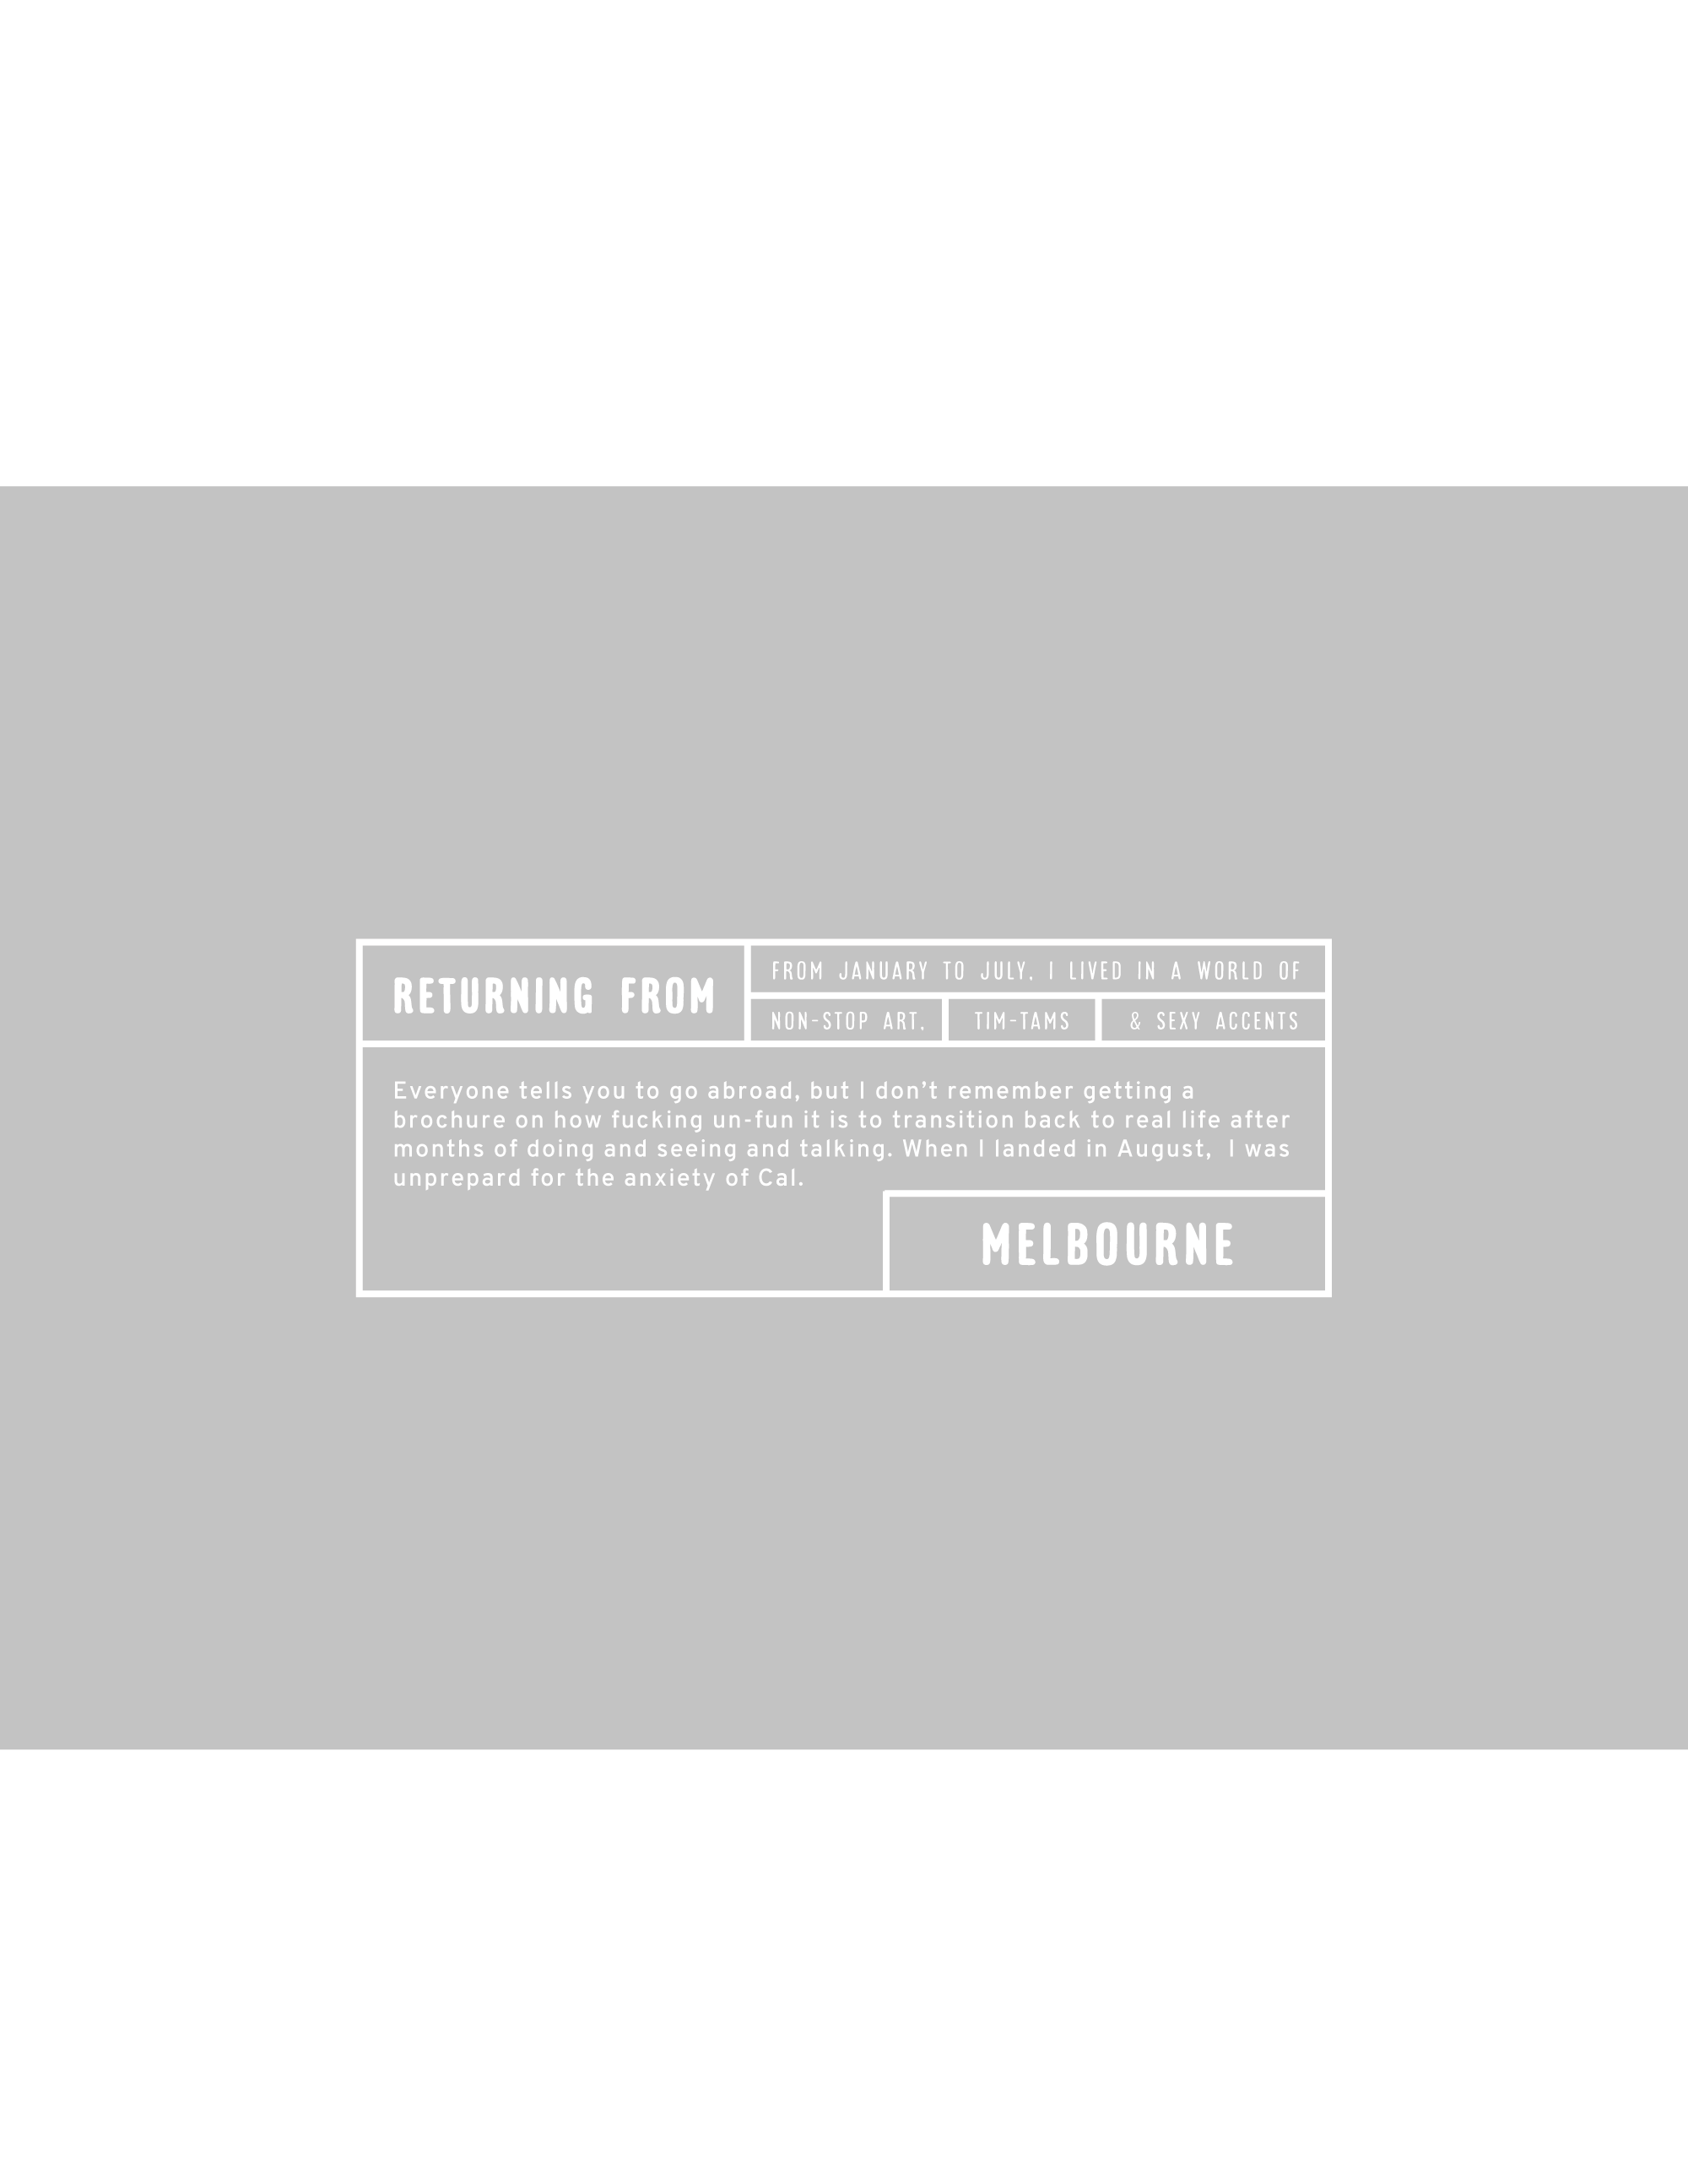 RETURNING FROM
FROM JANUARY TO JULY, I LIVED IN A WORLD OF
NON-STOP ART, TIM-TAMS & SEXY ACCENTS
Everyone tells you to go abroad, but I don’t remember getting a
brochure on how fucking un-fun it is to transition back to real life after
months of doing and seeing and talking. When I landed in August, I was
unprepard for the anxiety of Cal.
MELBOURNE